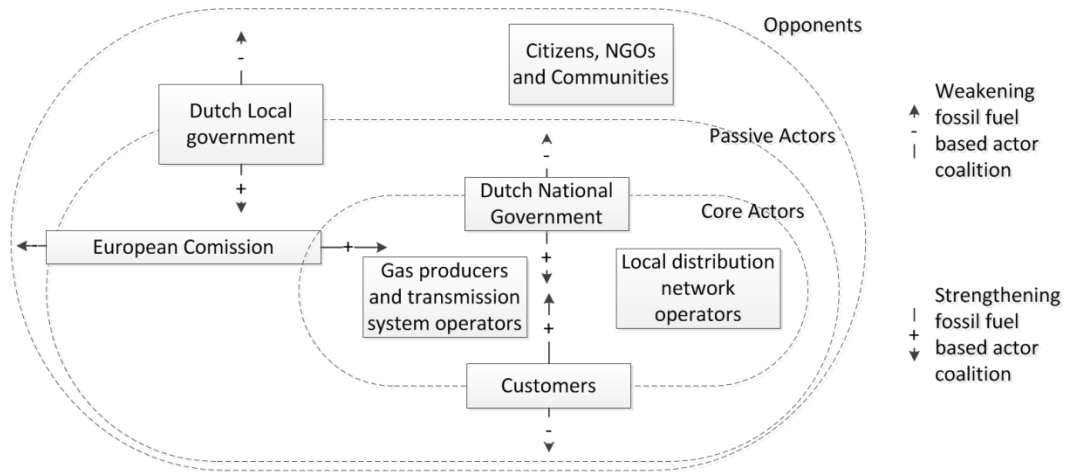 Opponents
Citizens, NGOs
and Communities
-
Dutch Local
government
Weakening
fossil fuel
- based actor
coalition
Passive Actors
-
+
Dutch National
Government
Core Actors
- European Comission +
+
Gas producers
and transmission
system operators
Local distribution
network
operators
+
Customers
-
Strengthening
fossil fuel
+ based actor
coalition